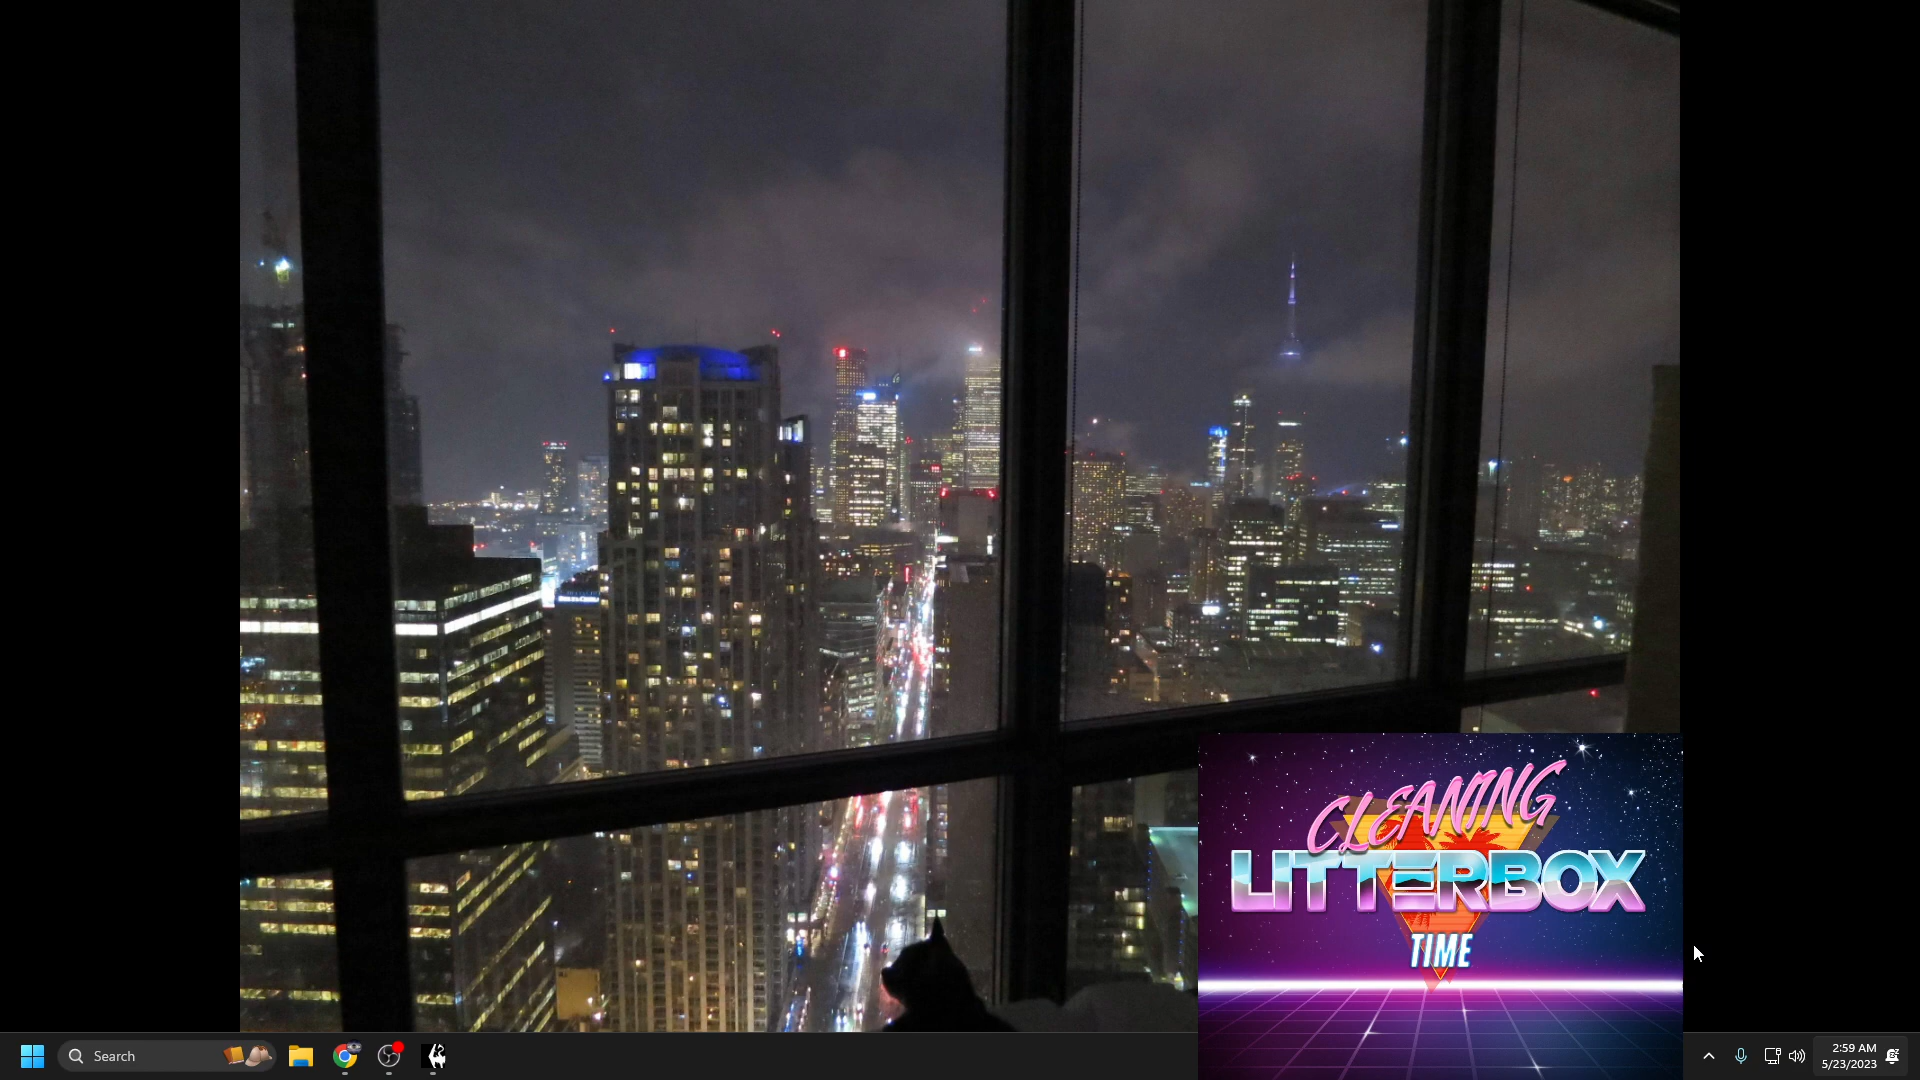 CLEANING
LITTERBOX
TIME
Search
2:59 AM
5/23/2023